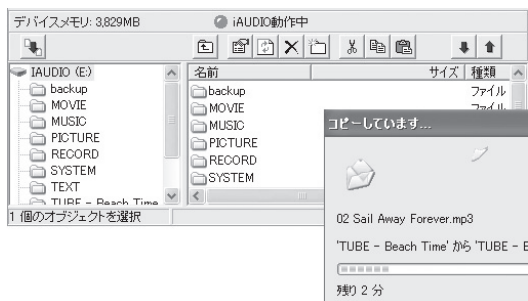 デバイスメモリ: 3,829MB
iAUDIO動作中
IAUDIO (E:)
backup
MOVIE
MUSIC
PICTURE
RECORD
SYSTEM
TEXT
TUBE - Beach Time
名前 サイズ 種類
backup ファイル
MOVIE ファイル
MUSIC
PICTURE
RECORD
SYSTEM
1 個のオブジェクトを選択
コピーしています...
02 Sail Away Forever.mp3
'TUBE - Beach Time' から 'TUBE - B
残り 2 分